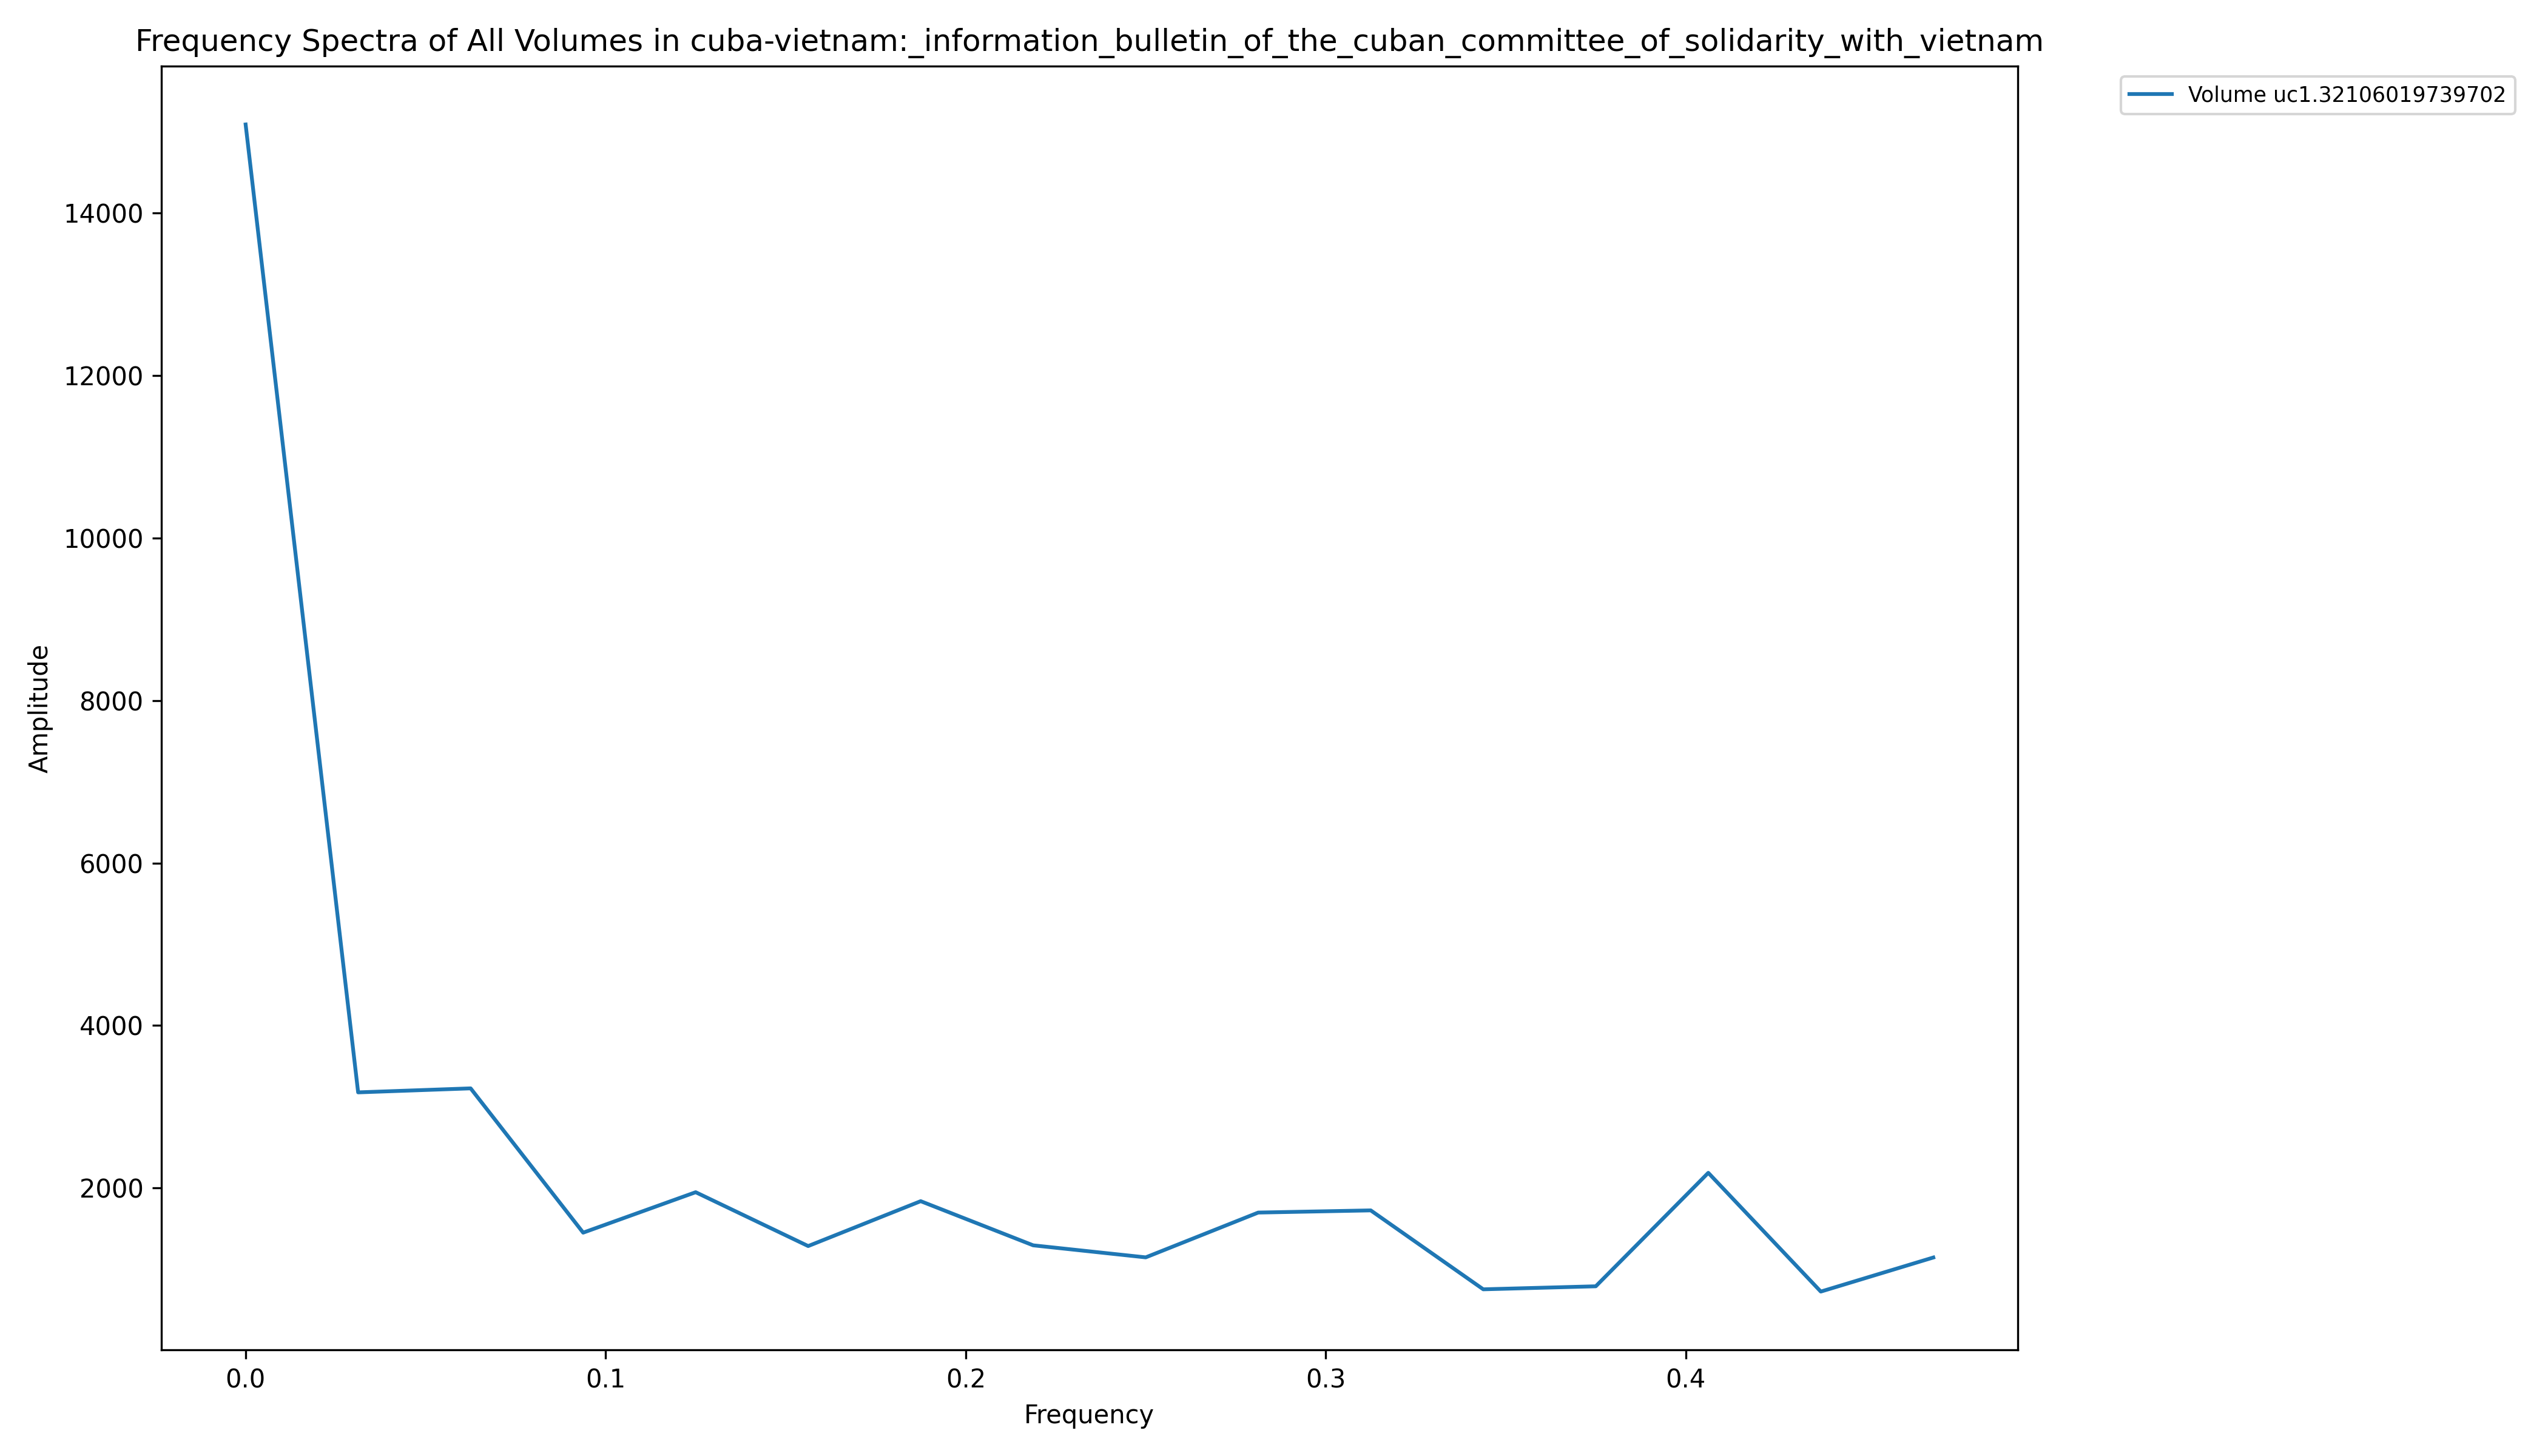 Frequency Spectra of All Volumes in cuba-vietnam:_information_bulletin_of_the_cuban_committee_of_solidarity_with_vietnam
Volume uc1.32106019739702
14000
12000
10000
8000
6000
4000
2000
Amplitude
0.0 0.1 0.2 0.3 0.4
Frequency